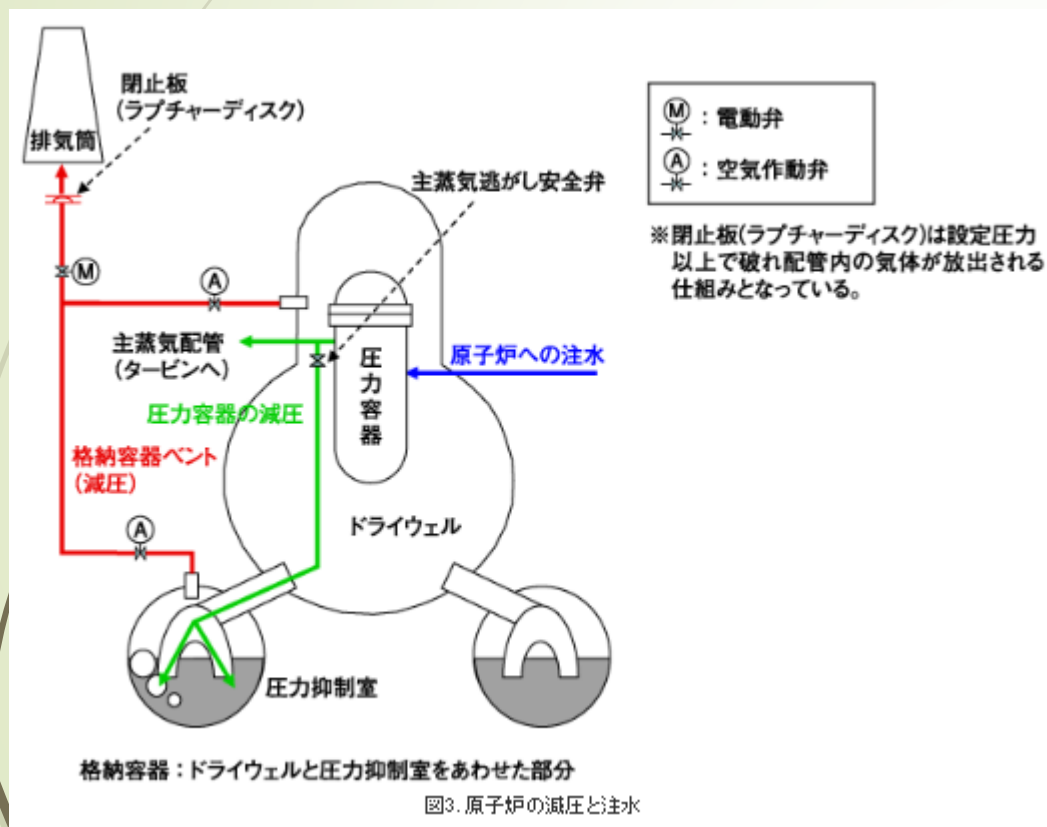 閉止板
(ラプチャーディスク)
排気筒
主蒸気逃がし安全弁
M
A
主蒸気配管
(タービンへ)
圧力容器
原子炉への注水
圧力容器の減圧
格納容器ベント
(減圧)
A
ドライウェル
圧力抑制室
M:電動弁
A:空気作動弁
※閉止板(ラプチャーディスク)は設定圧力
以上で破れ配管内の気体が放出される
仕組みとなっている。
格納容器:ドライウェルと圧力抑制室をあわせた部分
図3.原子炉の減圧と注水